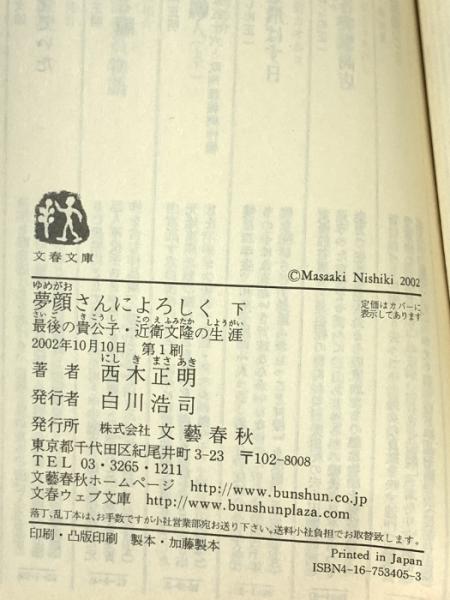 文春文庫
©Masaaki Nishiki 2002
定価はカバーに
表示してあります
ゆめがお
夢顔さんによろしく 下
さいご きこうし このえふみたか しょうがい
最後の貴公子・近衛文隆の生涯
2002年10月10日 第1刷
にし き まさ あき
著者 西木正明
発行者 白川浩司
発行所 株式会社 文藝春秋
東京都千代田区紀尾井町3-23 〒102-8008
TEL 03・3265・1211
文藝春秋ホームページ http://www.bunshun.co.jp
文春ウェブ文庫 http://www.bunshunplaza.com
落丁、乱丁本は、お手数ですが小社営業部宛お送り下さい。送料小社負担でお取替致します。
印刷・凸版印刷 製本・加藤製本
Printed in Japan
ISBN4-16-753405-3